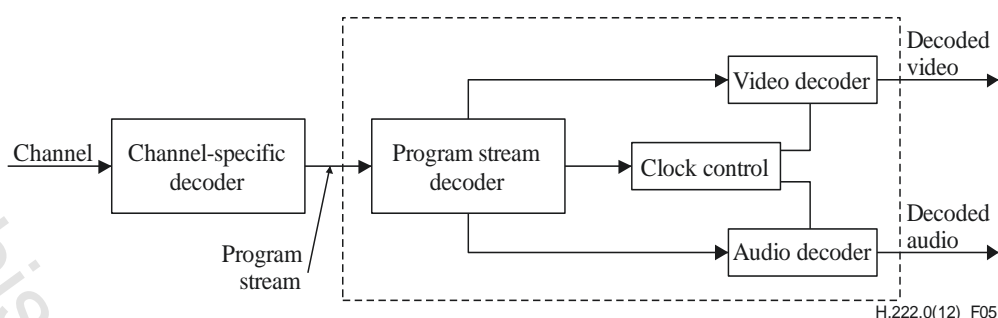 Decoded
video
Video decoder
Channel
Channel-specific
decoder
Program stream
decoder
Clock control
Program
stream
Decoded
audio
Audio decoder
H.222.0(12)_F05